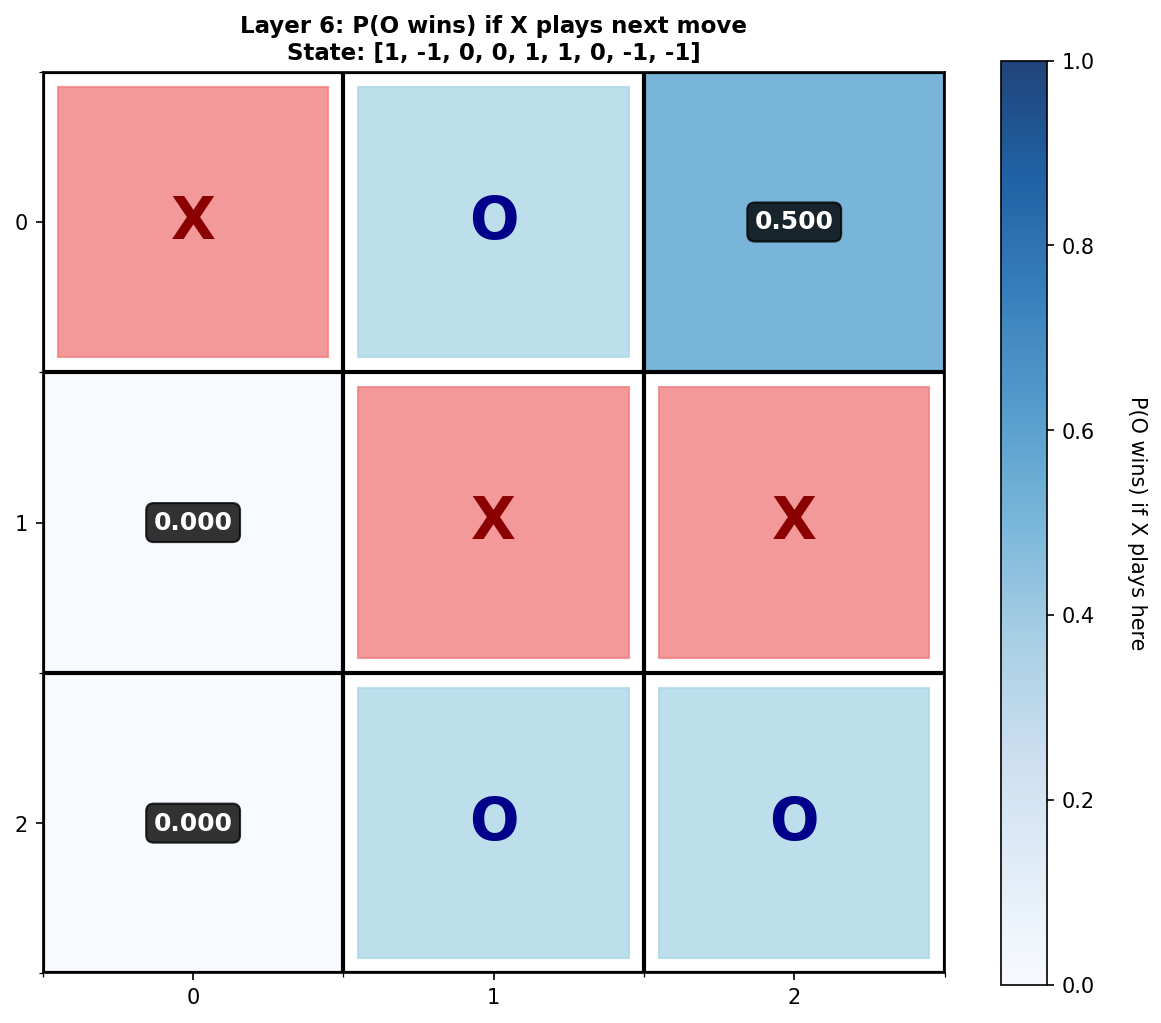 Layer 6: P(O wins) if X plays next move
State: [1, -1, 0, 0, 1, 1, 0, -1, -1]
0
X
O
0.500
1
0.000
X
X
2
0.000
O
O
0
1
2
1.0
0.8
0.6
0.4
0.2
0.0
P(O wins) if X plays here